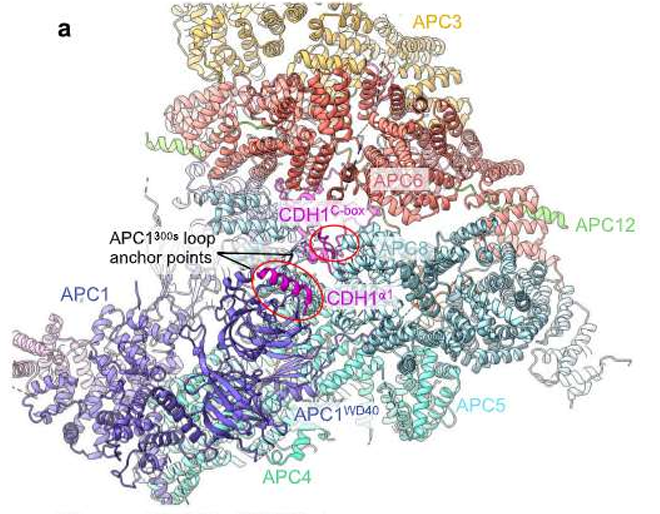 a
APC3
APC6
CDH1C-box
APC12
APC1300s loop
anchor points
APC8
APC1
CDH1α1
APC1WD40
APC5
APC4